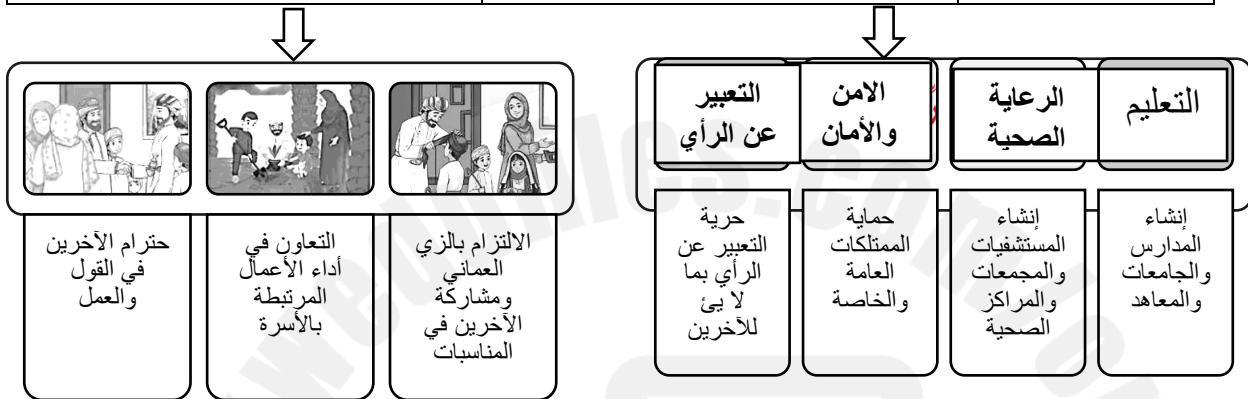 التعليم
الرعاية
الصحية
الامن
والأمان
التعبير
عن الرأي
إنشاء
المدارس
والجامعات
والمعاهد
إنشاء
المستشفيات
والمجمعات
والمراكز
الصحية
حماية
الممتلكات
العامة
والخاصة
حرية
التعبير عن
الرأي بما
لا يئ
للآخرين
الالتزام بالزي
العماني
ومشاركة
الآخرين في
المناسبات
التعاون في
أداء الأعمال
المرتبطة
بالأسرة
حترام الآخرين
في القول
والعمل